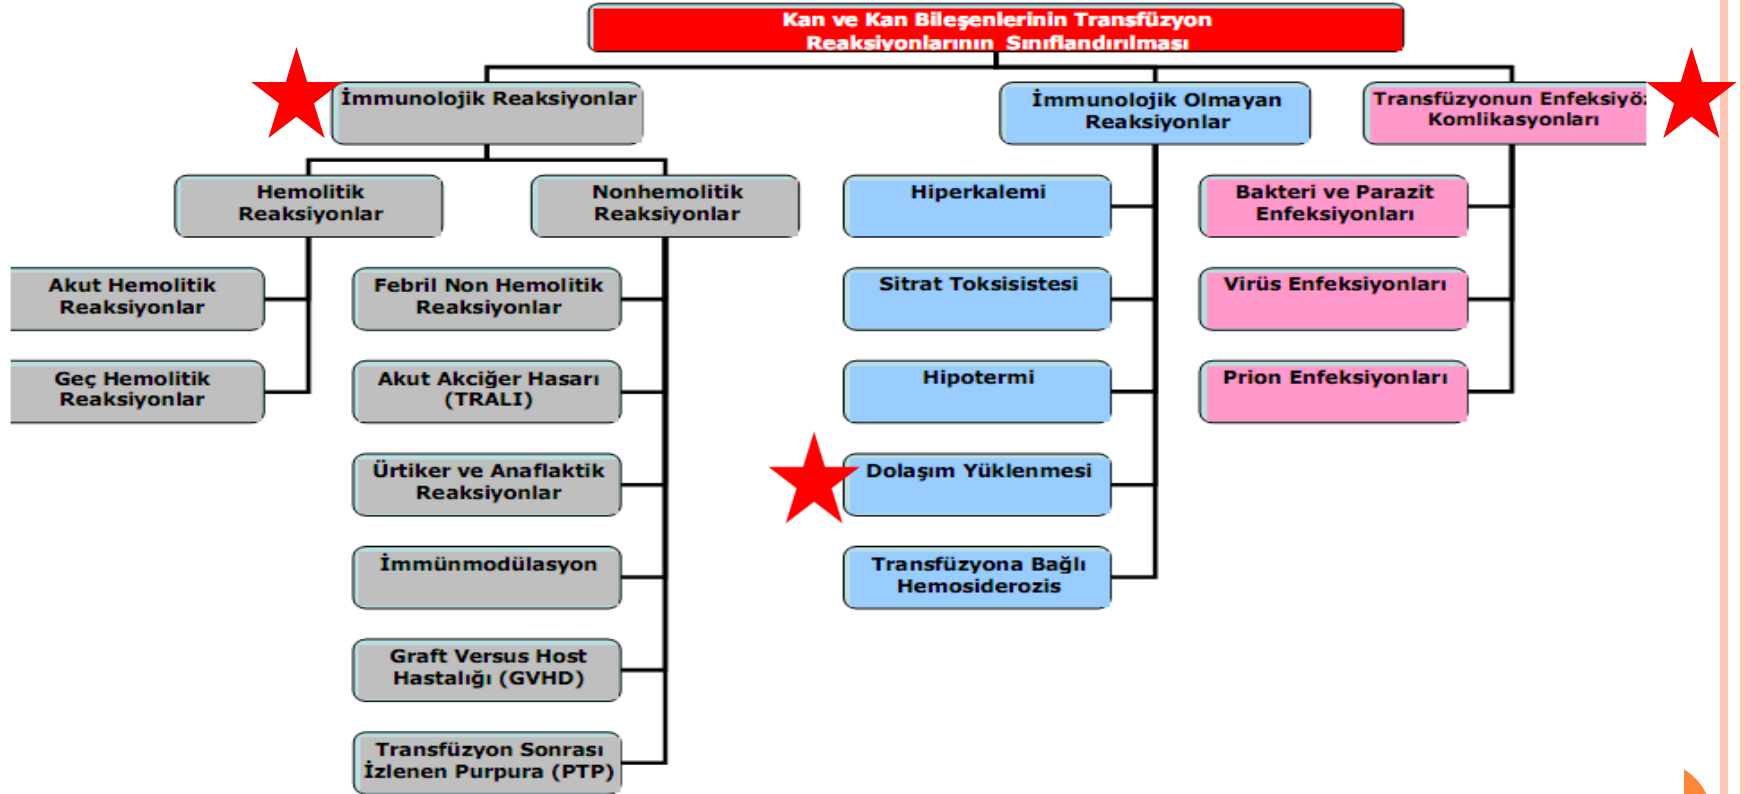 Kan ve Kan Bileşenlerinin Transfüzyon
Reaksiyonlarının Sınıflandırılması
İmmunolojik Reaksiyonlar
İmmunolojik Olmayan
Reaksiyonlar
Transfüzyonun Enfeksiyöz
Komlikasyonları
Hemolitik
Reaksiyonlar
Nonhemolitik
Reaksiyonlar
Akut Hemolitik
Reaksiyonlar
Geç Hemolitik
Reaksiyonlar
Febril Non Hemolitik
Reaksiyonlar
Akut Akciğer Hasarı
(TRALI)
Ürtiker ve Anaflaktik
Reaksiyonlar
İmmünmodülasyon
Graft Versus Host
Hastalığı (GVHD)
Transfüzyon Sonrası
İzlenen Purpura (PTP)
Hiperkalemi
Sitrat Toksisistesi
Hipotermi
Dolaşım Yüklenmesi
Transfüzyona Bağlı
Hemosiderozis
Bakteri ve Parazit
Enfeksiyonları
Virüs Enfeksiyonları
Prion Enfeksiyonları